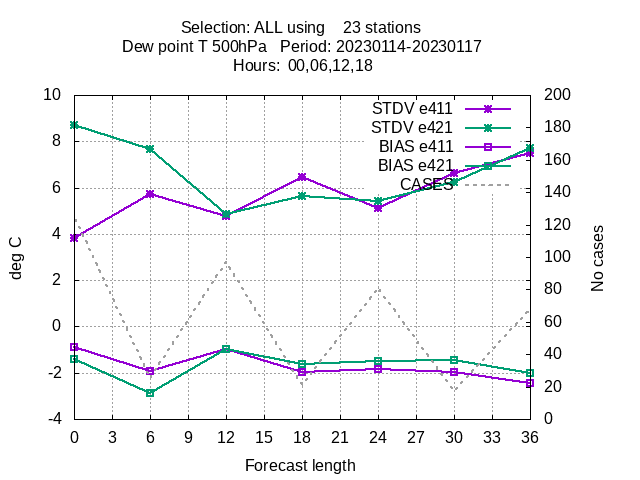 Selection: ALL using    23 stations
Dew point T 500hPa   Period: 20230114-20230117
Hours:  00,06,12,18
STDV e411
STDV e421
BIAS e411
BIAS e421
CASES
deg C
10
8
6
4
2
0
-2
-4
200
180
160
140
120
100
80
60
40
20
0
No cases
0 3 6 9 12 15 18 21 24 27 30 33 36
Forecast length